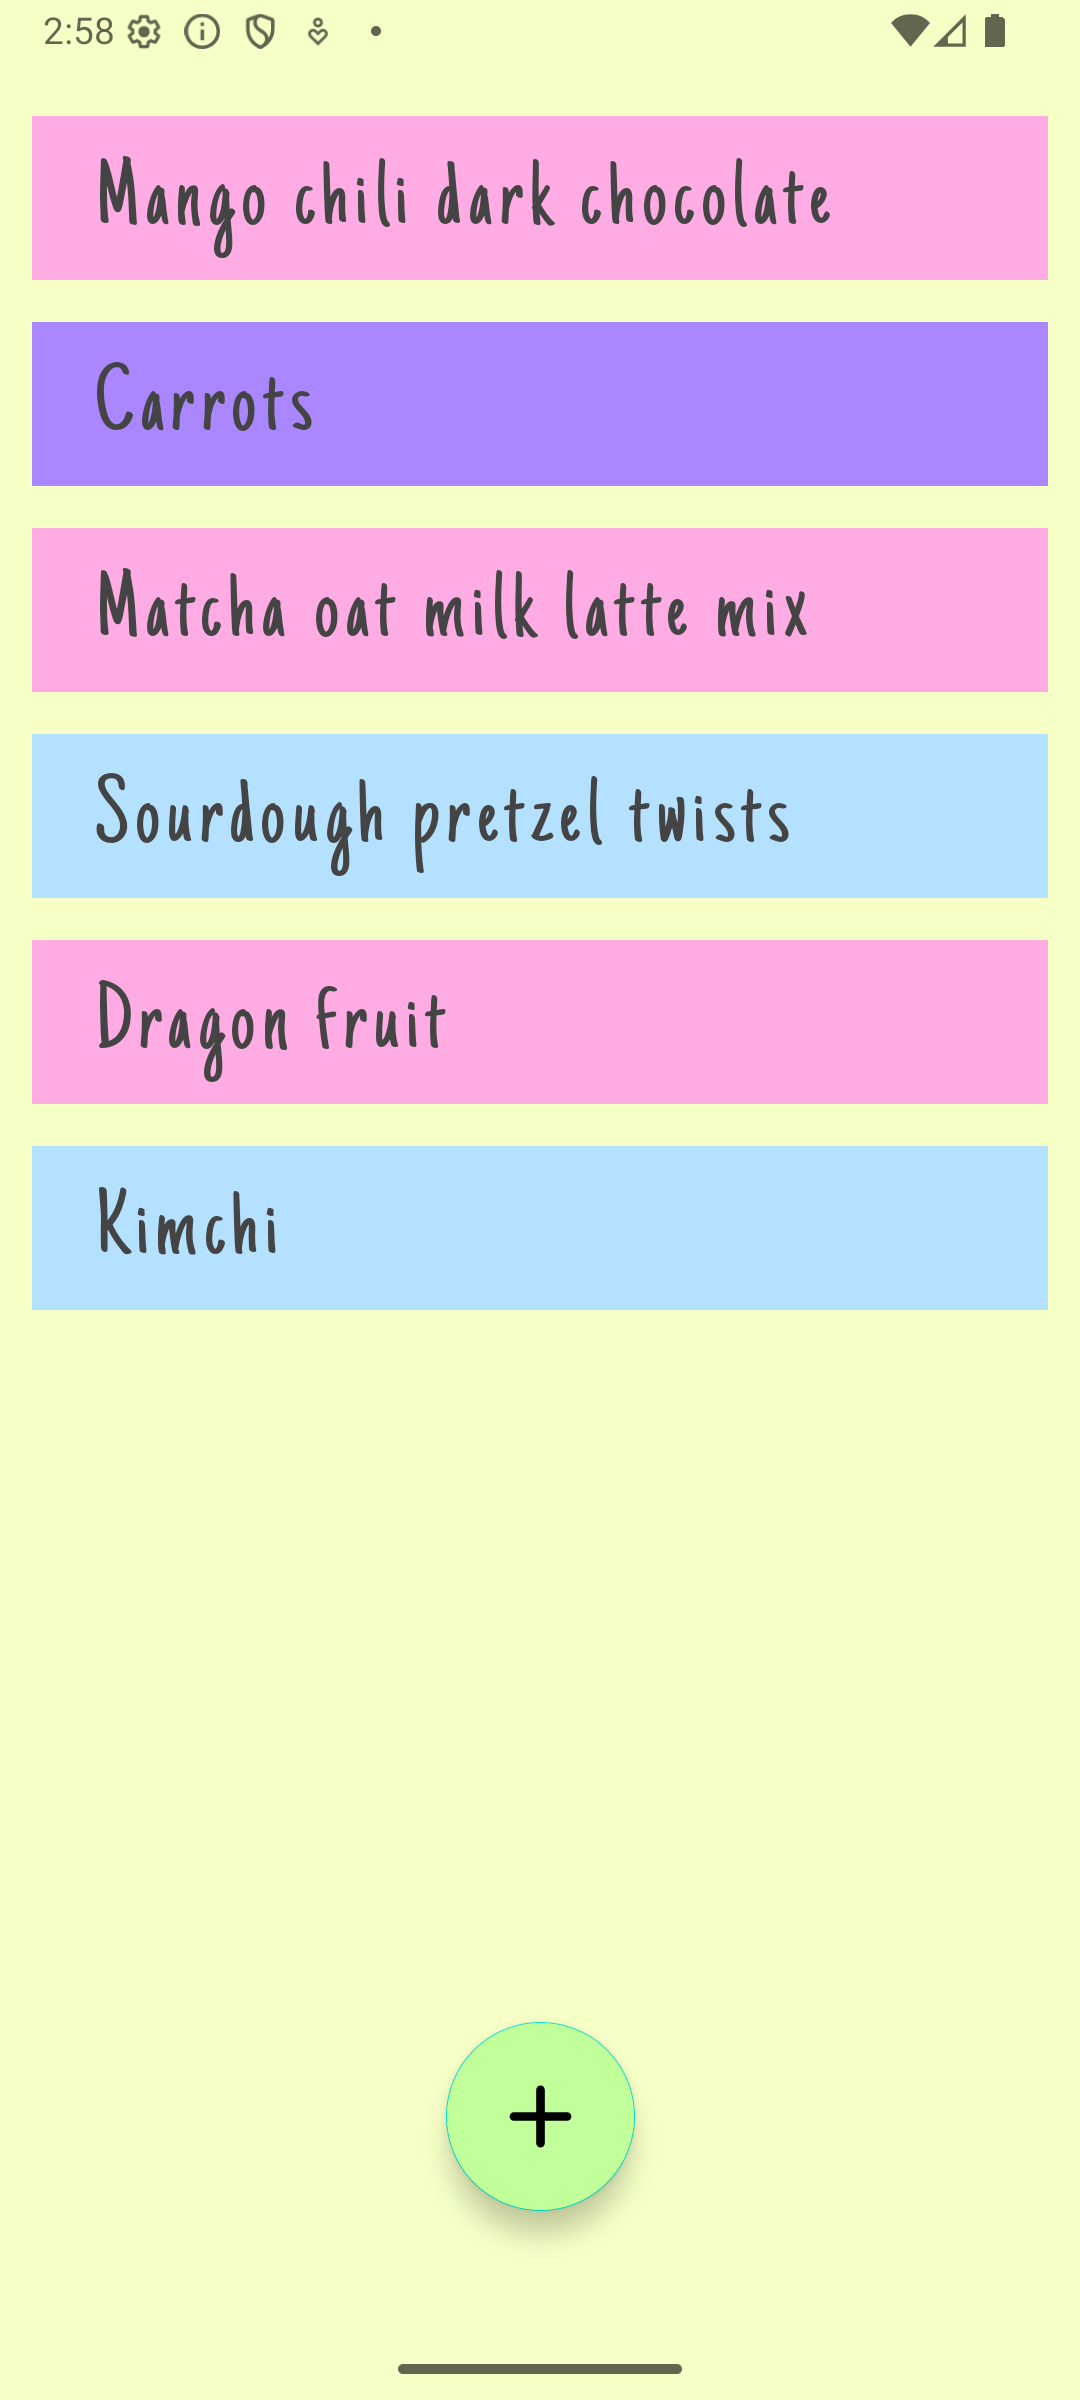 2:58
Mango chili dark chocolate
Carrots
Matcha oat milk latte mix
Sourdough pretzel twists
Dragon fruit
Kimchi